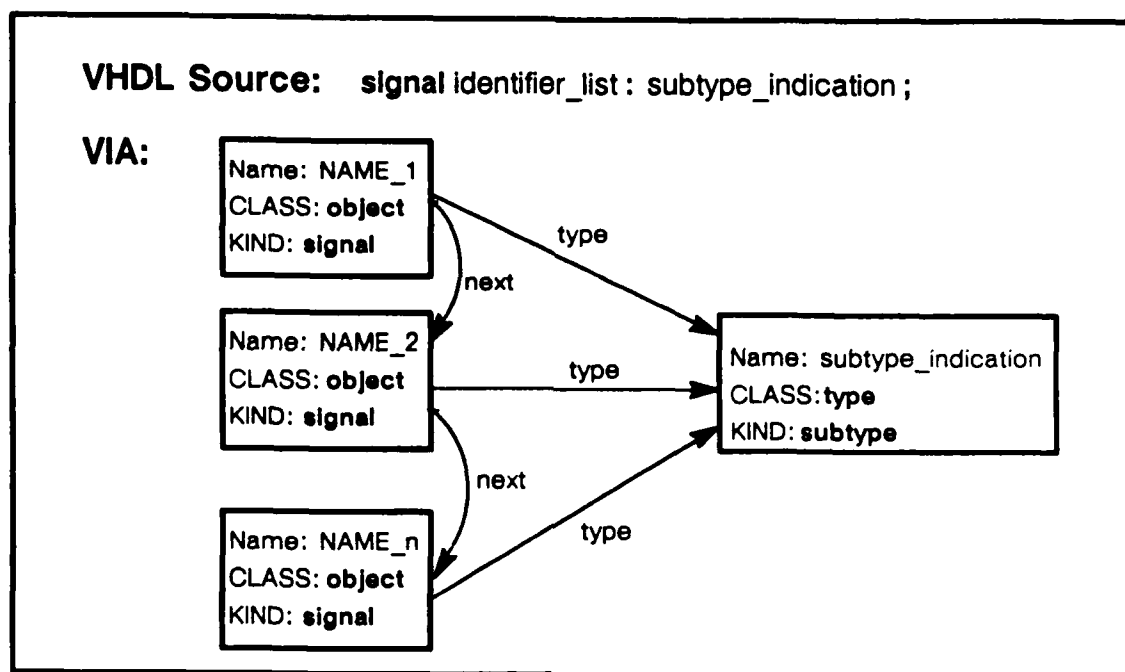 VHDL Source: signal identifier_list : subtype_indication ;
VIA:
Name: NAME_1
CLASS: object
KIND: signal
type
next
Name: NAME_2
CLASS: object
KIND: signal
type
Name: subtype_indication
CLASS: type
KIND: subtype
next
type
Name: NAME_n
CLASS: object
KIND: signal